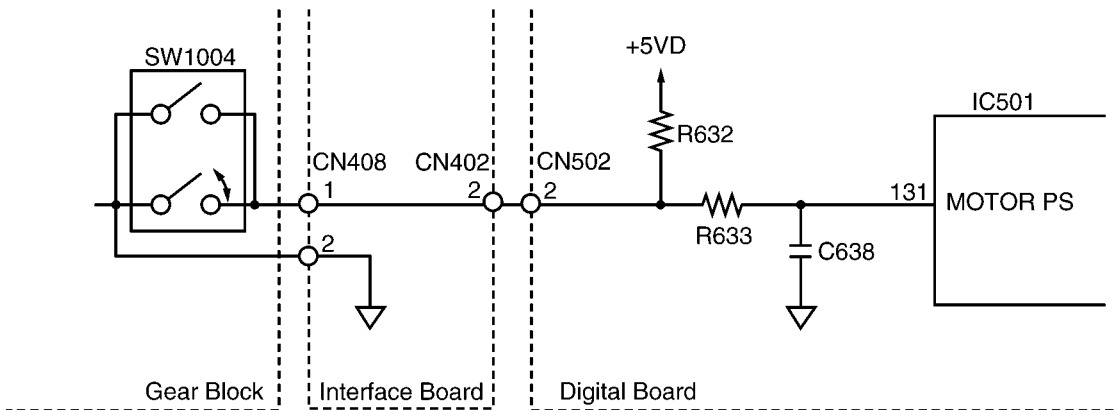 +5VD
SW1004
IC501
R632
CN408
CN402
CN502
1
2
2
131
MOTOR PS
R633
2
C638
Gear Block
Interface Board
Digital Board